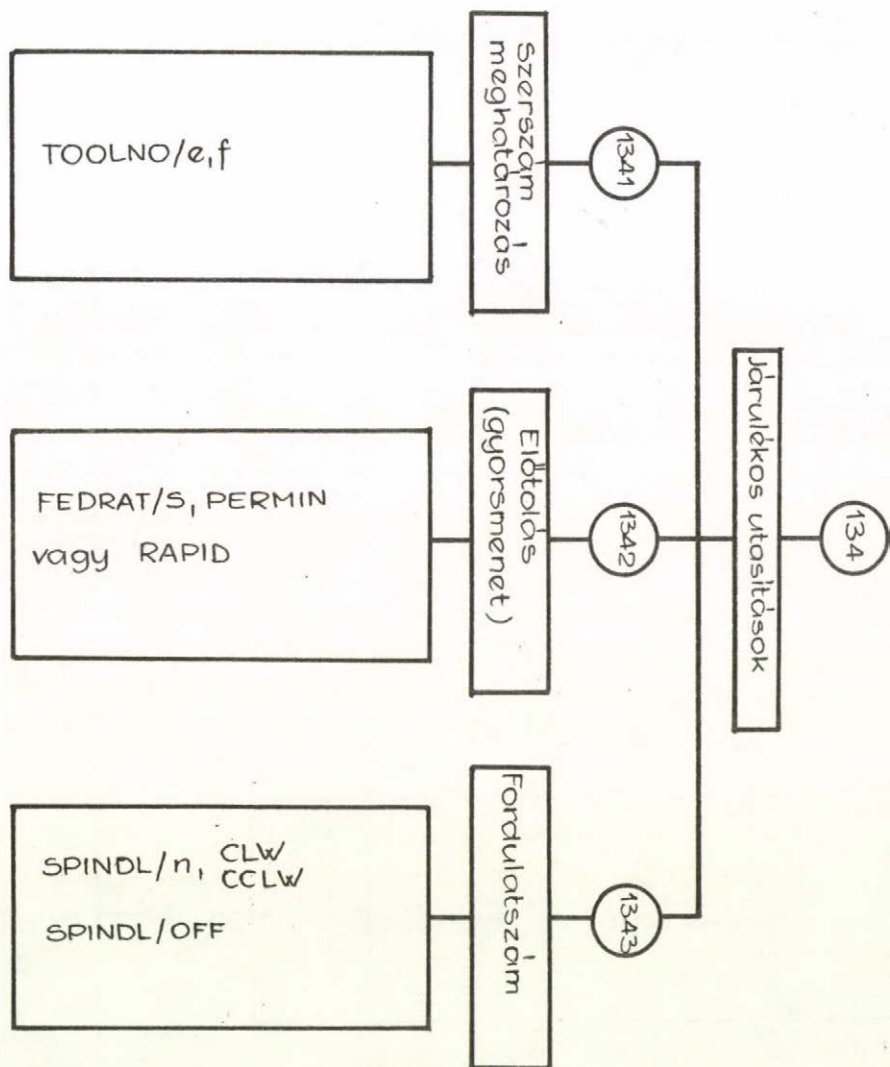 134
Járulékos utasítások
1341
Szerszám
meghatározás
TOOLNO/e,f
1342
Előtolás
(gyorsmenet)
FEDRAT/S, PERMIN
vagy RAPID
1343
Fordulatszám
SPINDL/n, CLW
CCLW
SPINDL/OFF